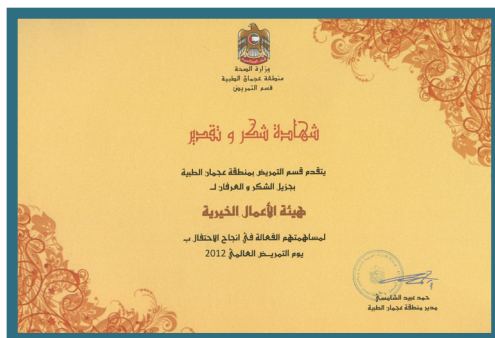 وزارة الصحة
منطقة عجمان الطبية
قسم التمريض
شهادة شكر و تقدير
يتقدم قسم التمريض بمنطقة عجمان الطبية
بجزيل الشكر و العرفان لـ
هيئة الأعمال الخيرية
لمساهمتهم الفعالة في انجاح الاحتفال بـ
يوم التمريض العالمي 2012
حمد عبيد الشامسي
مدير منطقة عجمان الطبية